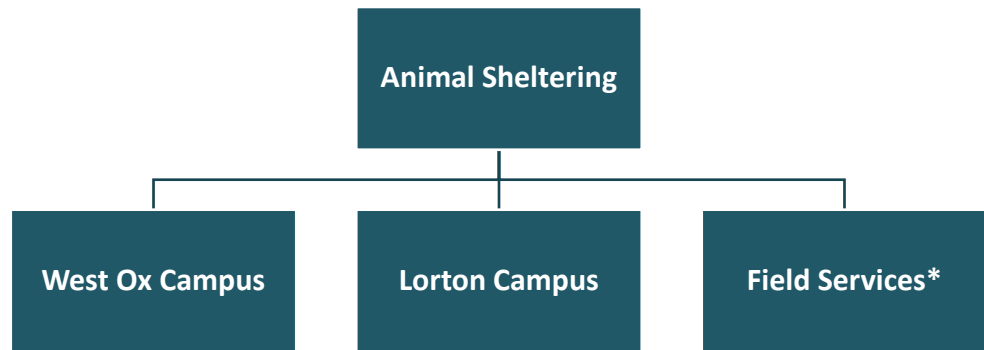 Animal Sheltering
West Ox Campus
Lorton Campus
Field Services*